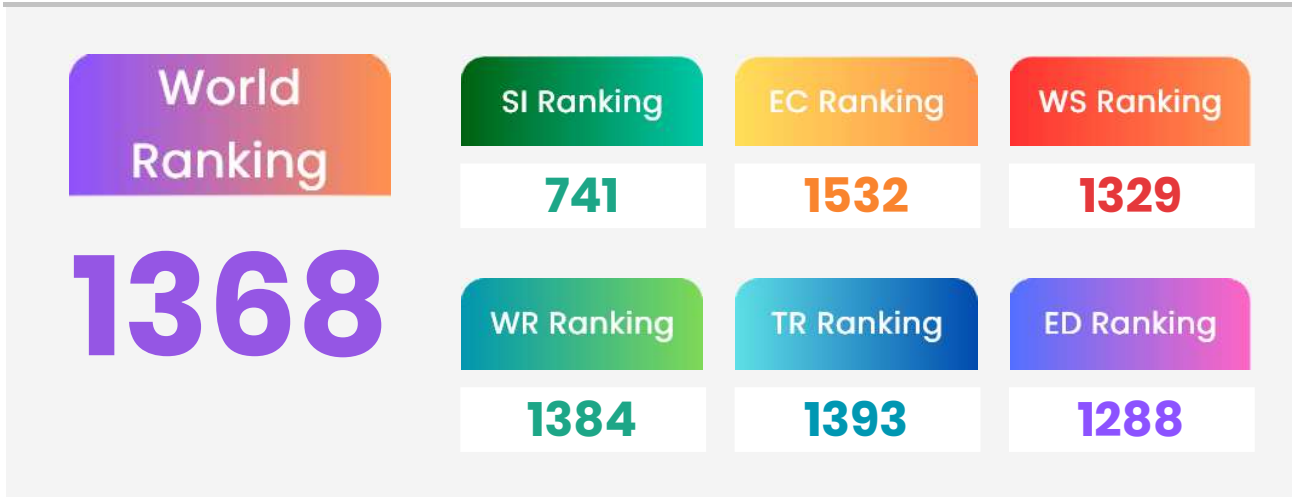 World
Ranking
1368
SI Ranking
741
EC Ranking
1532
WS Ranking
1329
WR Ranking
1384
TR Ranking
1393
ED Ranking
1288